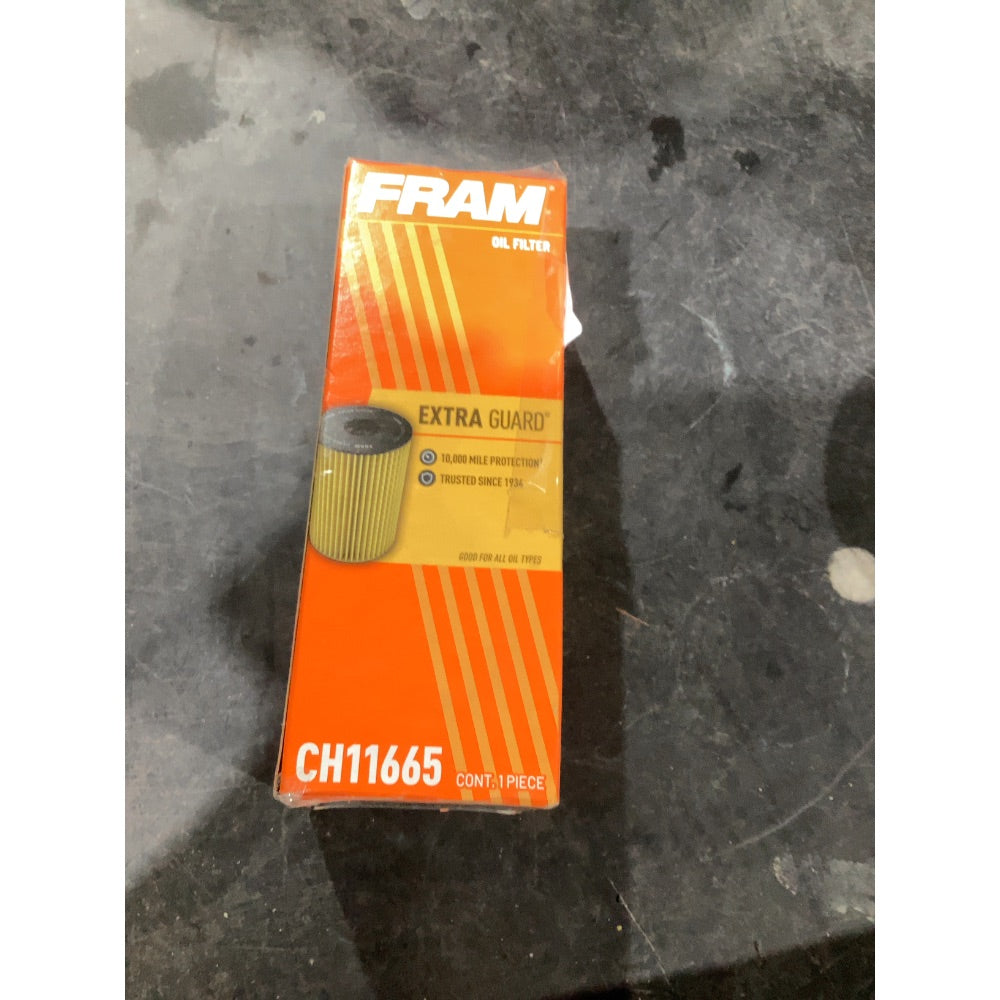 FRAM
OIL FILTER
EXTRA GUARD®
10,000 MILE PROTECTION†
TRUSTED SINCE 1934
GOOD FOR ALL OIL TYPES
CH11665
CONT. 1 PIECE